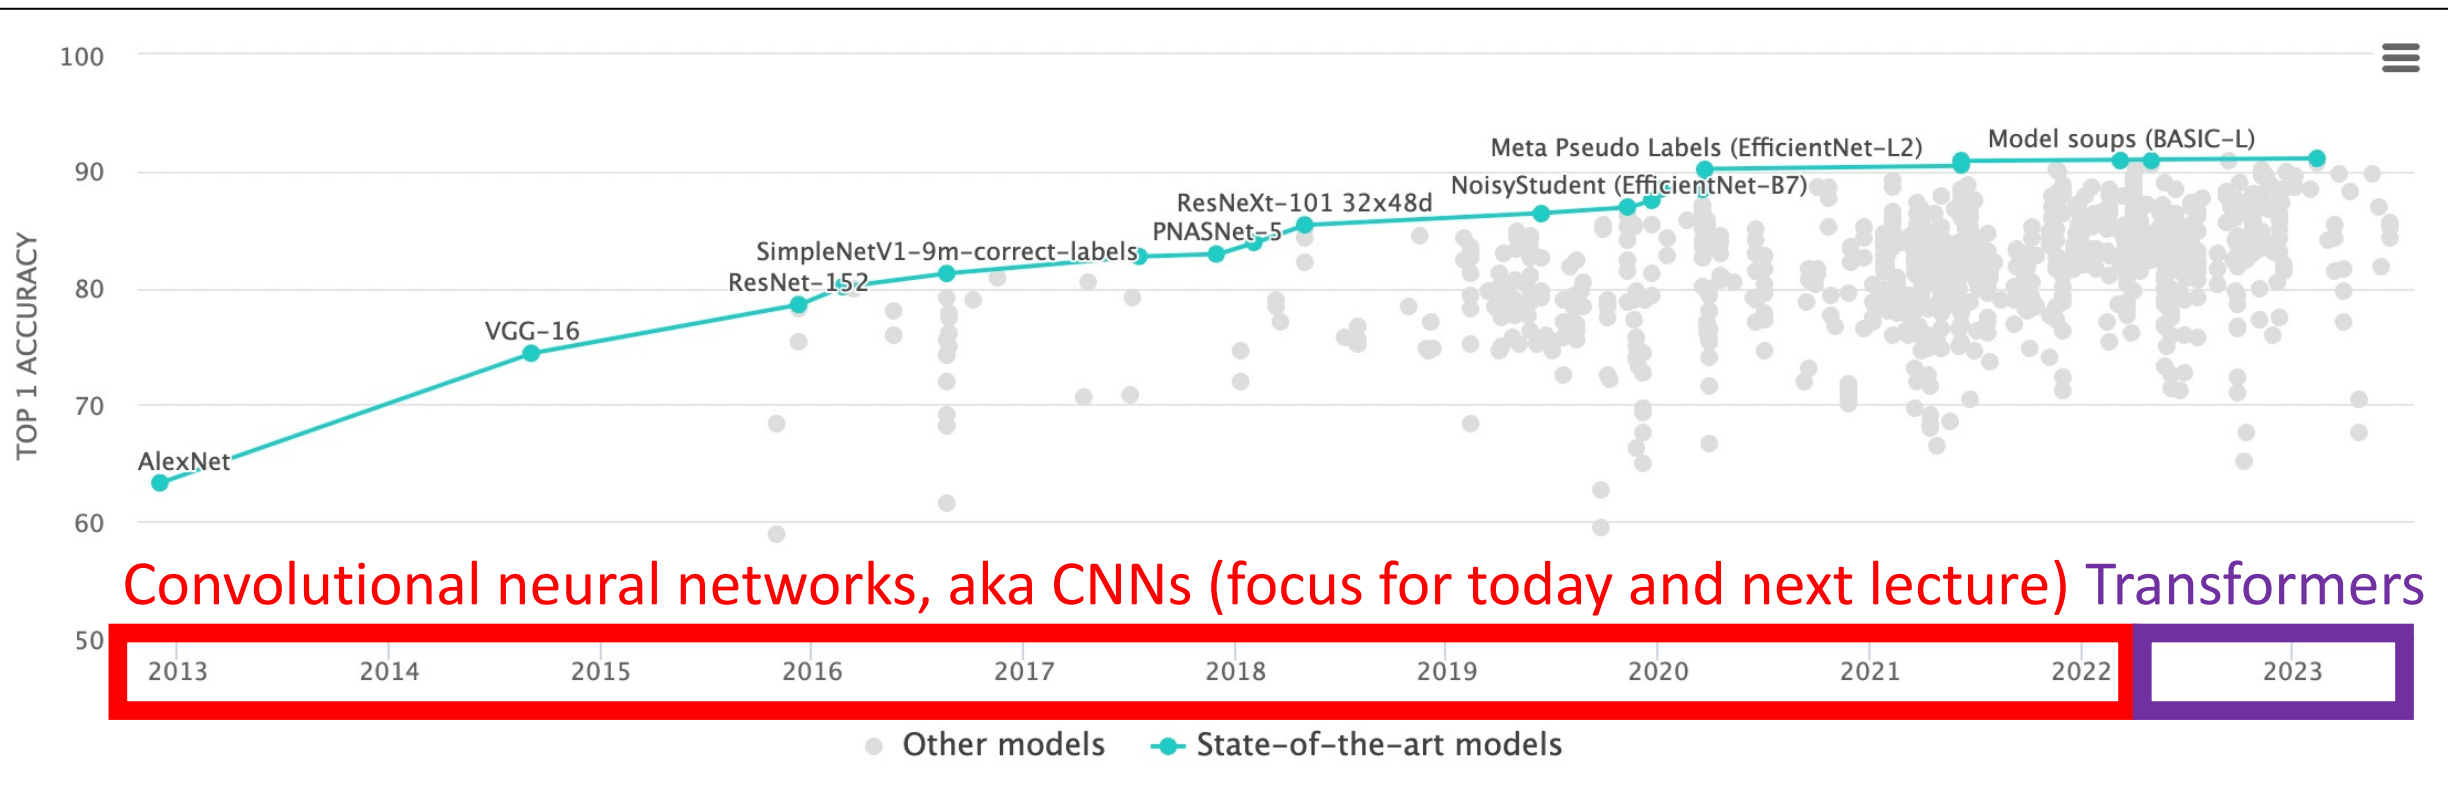 100
90
80
70
60
50
TOP 1 ACCURACY
Model soups (BASIC-L)
Meta Pseudo Labels (EfficientNet-L2)
NoisyStudent (EfficientNet-B7)
ResNeXt-101 32x48d
PNASNet-5
SimpleNetV1-9m-correct-labels
ResNet-152
VGG-16
AlexNet
Convolutional neural networks, aka CNNs (focus for today and next lecture) Transformers
2013 2014 2015 2016 2017 2018 2019 2020 2021 2022 2023
Other models State-of-the-art models